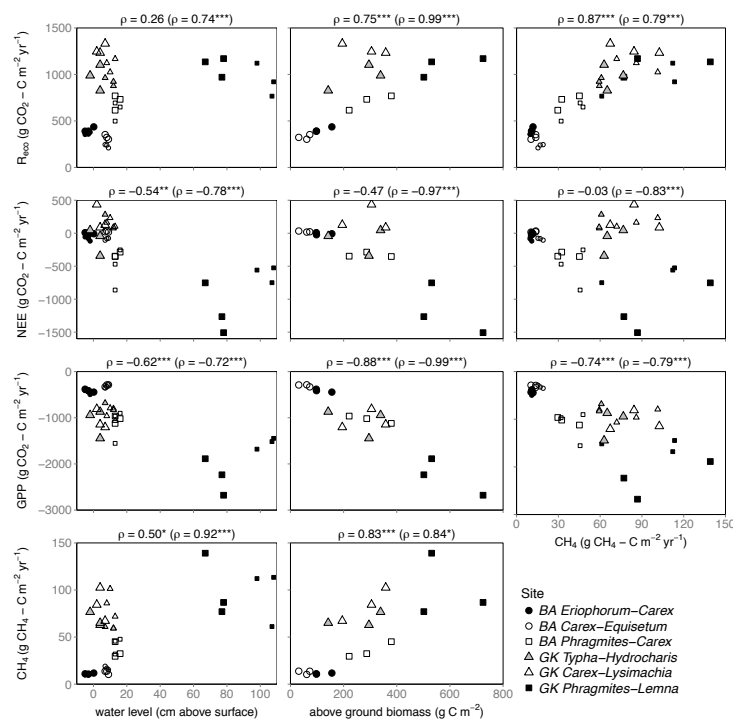 ρ = 0.26 (ρ = 0.74***)
ρ = 0.75*** (ρ = 0.99***)
ρ = 0.87*** (ρ = 0.79***)
R_eco (g CO₂ − C m⁻² yr⁻¹)
1500
1000
500
0
ρ = −0.54** (ρ = −0.78***)
ρ = −0.47 (ρ = −0.97***)
ρ = −0.03 (ρ = −0.83***)
NEE (g CO₂ − C m⁻² yr⁻¹)
500
0
−500
−1000
−1500
ρ = −0.62*** (ρ = −0.72***)
ρ = −0.88*** (ρ = −0.99***)
ρ = −0.74*** (ρ = −0.79***)
GPP (g CO₂ − C m⁻² yr⁻¹)
0
−1000
−2000
−3000
0 30 60 90 120 150
CH₄ (g CH₄ − C m⁻² yr⁻¹)
ρ = 0.50* (ρ = 0.92***)
ρ = 0.83*** (ρ = 0.84*)
CH₄ (g CH₄ − C m⁻² yr⁻¹)
150
100
50
0
0 20 40 60 80 100
water level (cm above surface)
0 200 400 600 800
above ground biomass (g C m⁻²)
Site
BA Eriophorum−Carex
BA Carex−Equisetum
BA Phragmites−Carex
GK Typha−Hydrocharis
GK Carex−Lysimachia
GK Phragmites−Lemna